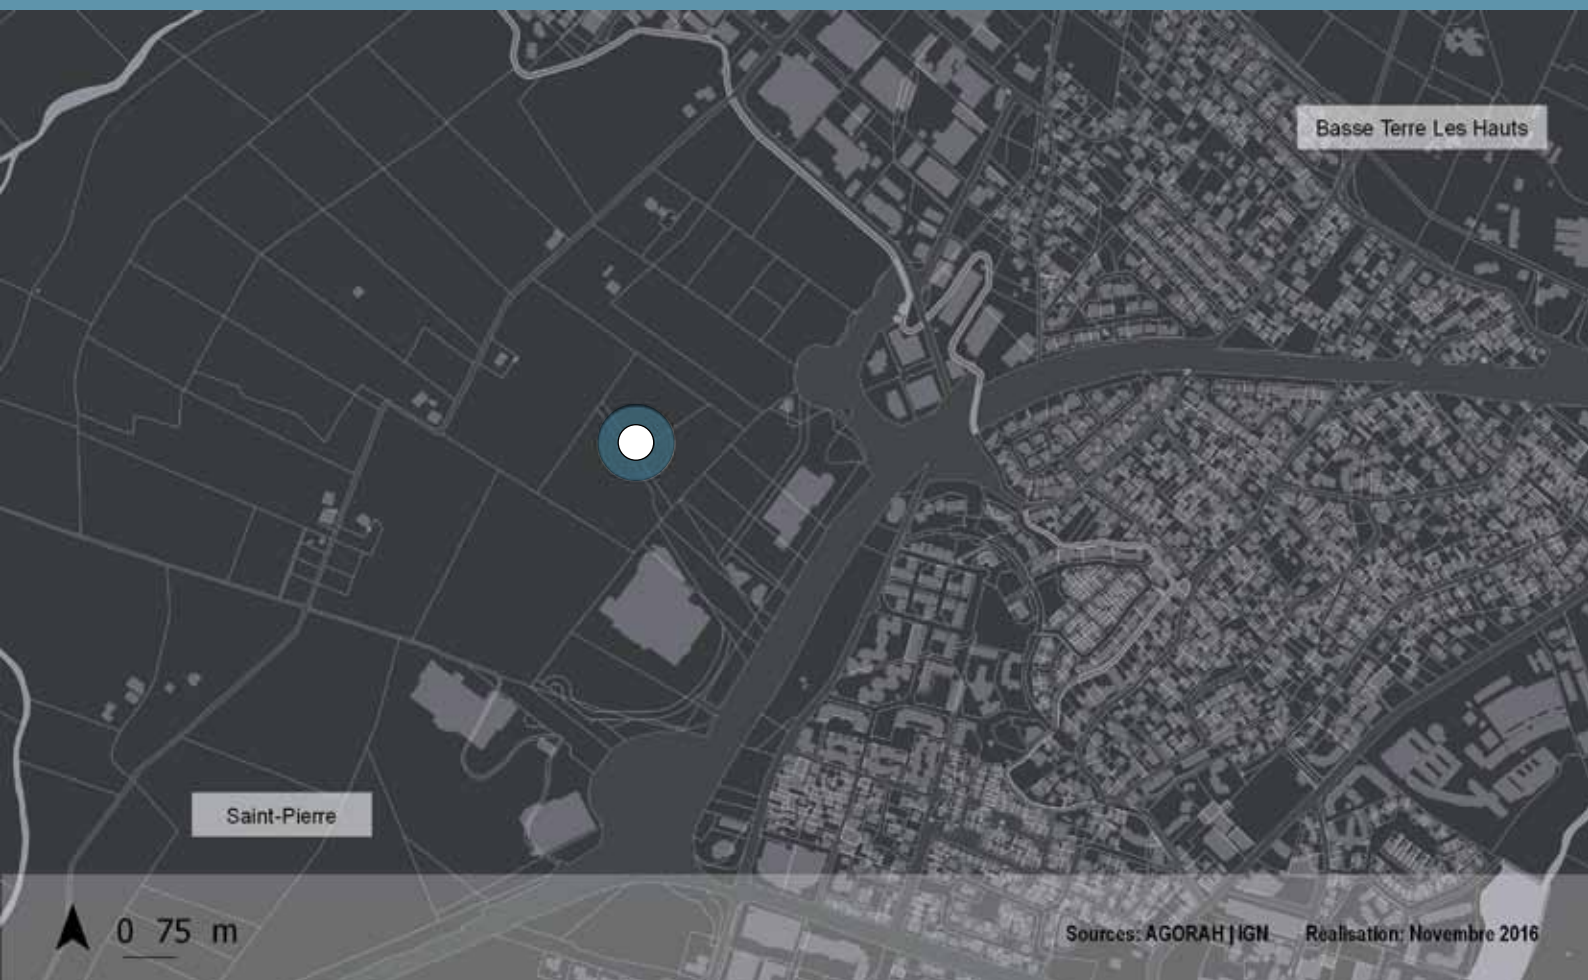 Basse Terre Les Hauts
Saint-Pierre
0 75 m
Sources: AGORAH | IGN Realisation: Novembre 2016